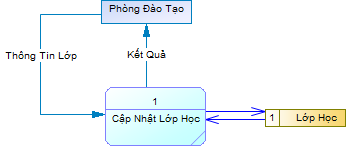 Phòng Đào Tạo
Thông Tin Lớp
Kết Quả
1
Cập Nhật Lớp Học
1
Lớp Học